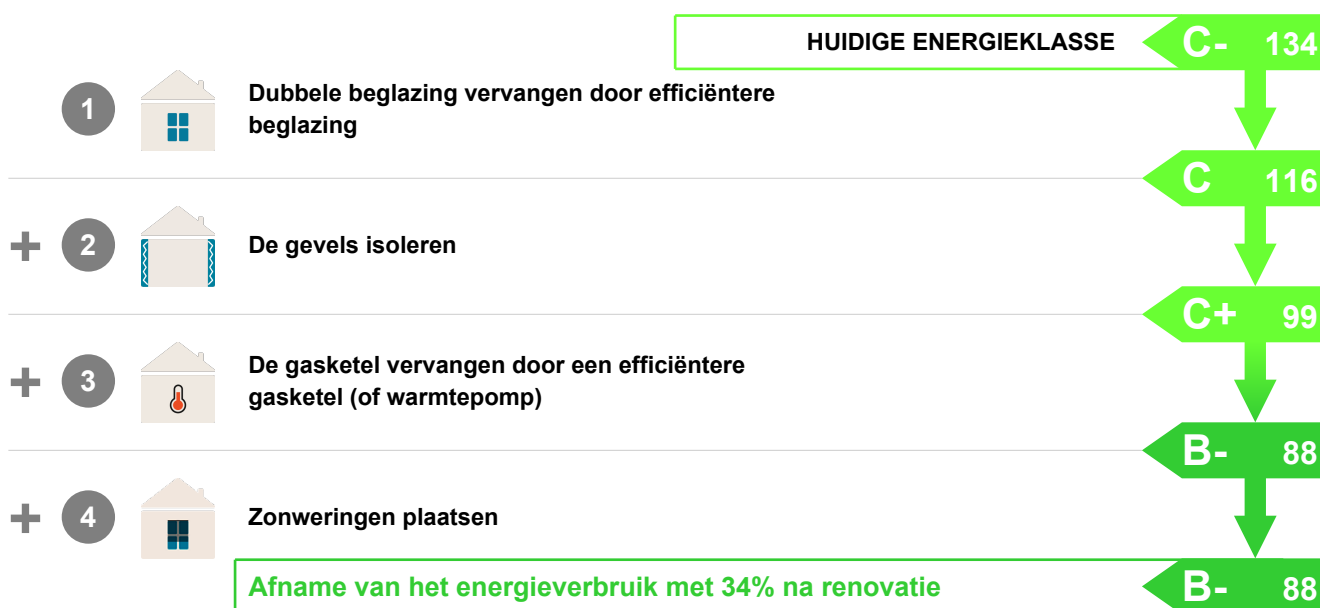 HUIDIGE ENERGIEKLASSE C- 134
1 Dubbele beglazing vervangen door efficiëntere
beglazing
C 116
+ 2 De gevels isoleren
C+ 99
+ 3 De gasketel vervangen door een efficiëntere
gasketel (of warmtepomp)
B- 88
+ 4 Zonweringen plaatsen
Afname van het energieverbruik met 34% na renovatie B- 88